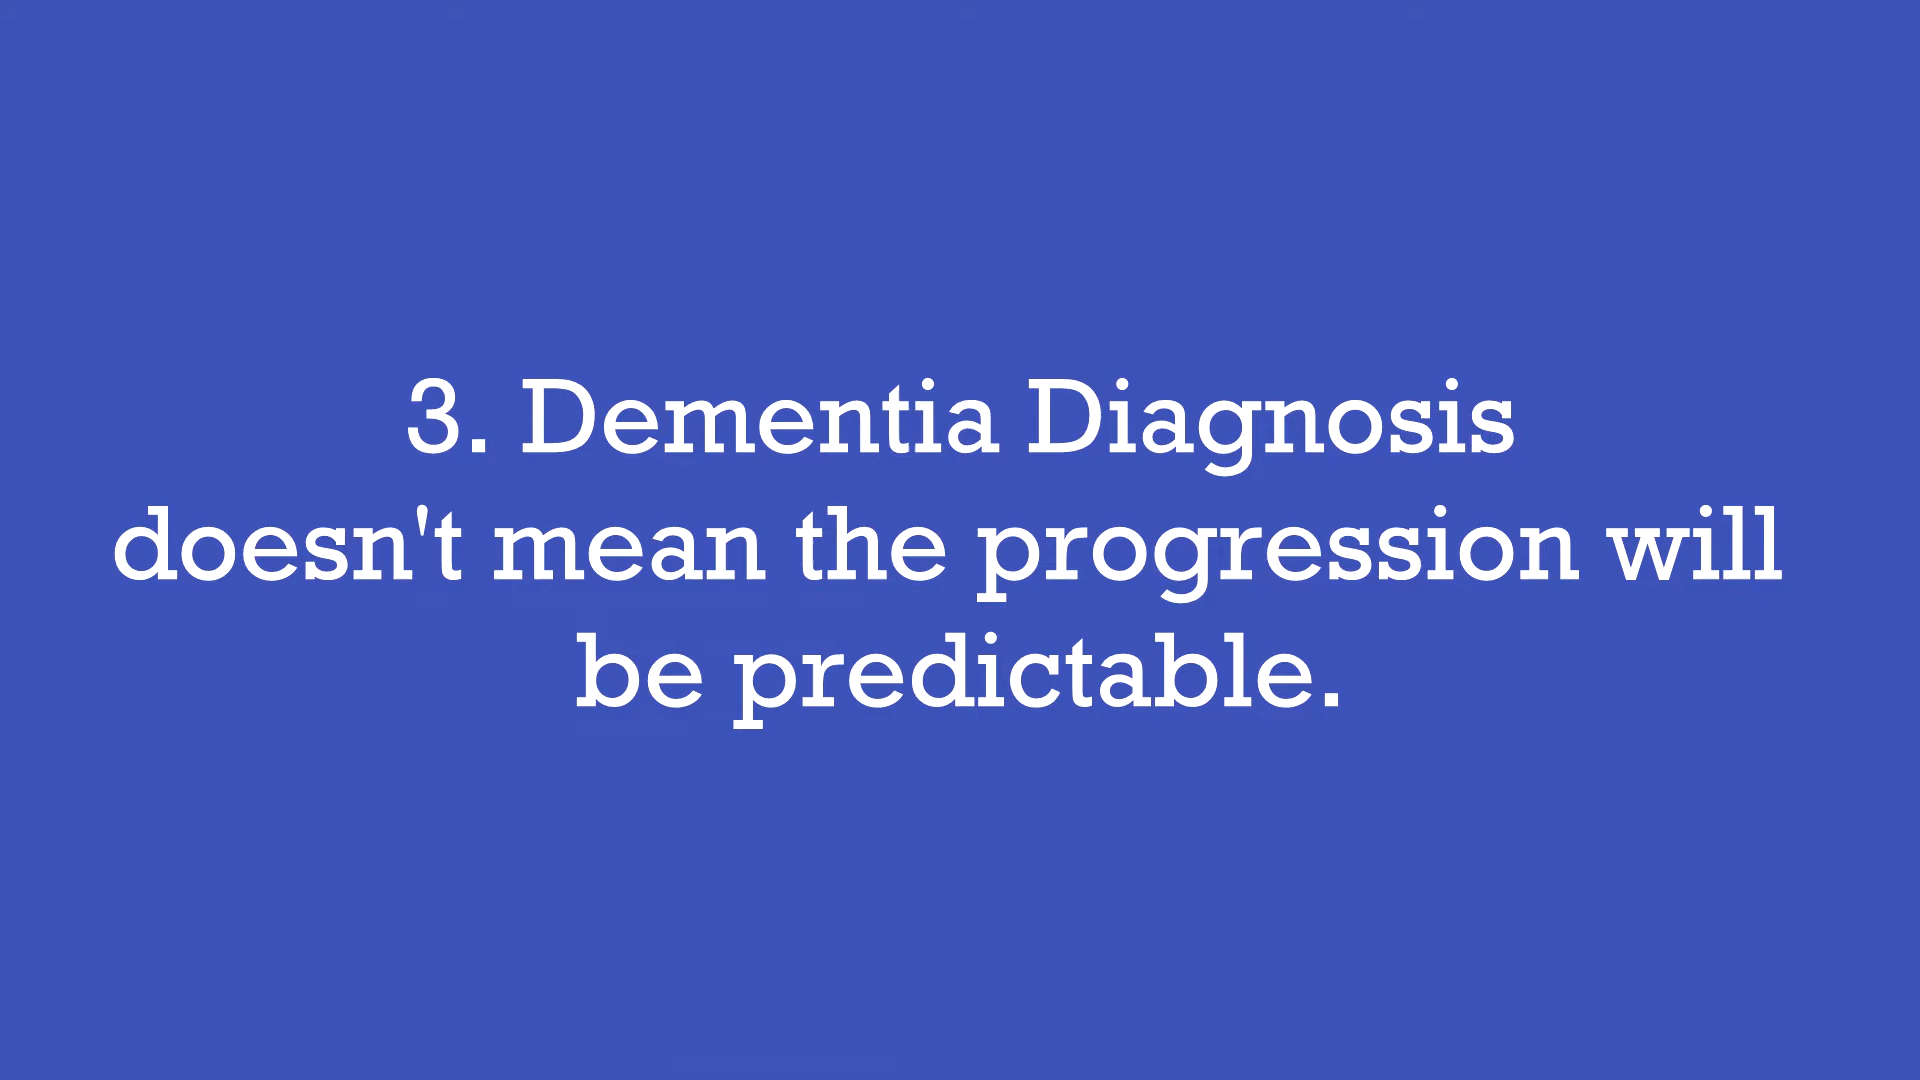 3. Dementia Diagnosis
doesn't mean the progression will
be predictable.